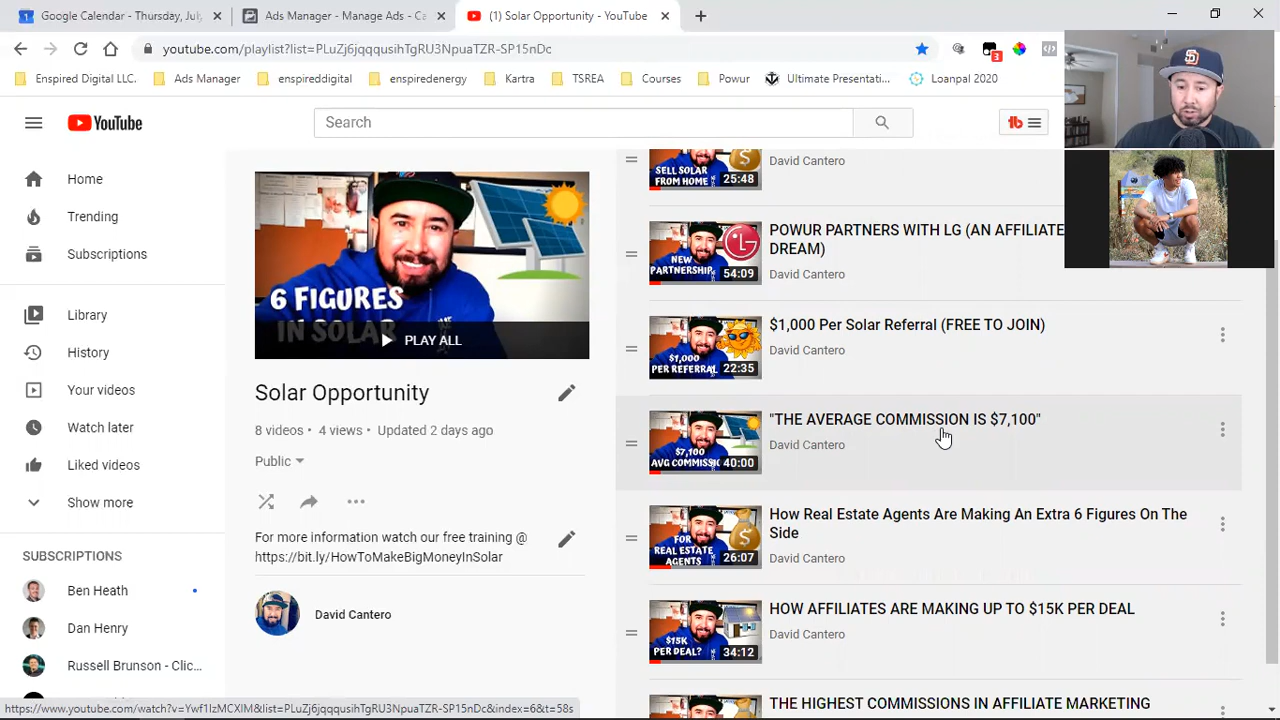 Google Calendar - Thursday, July
Ads Manager - Manage Ads - Ca
(1) Solar Opportunity - YouTube
youtube.com/playlist?list=PLuZj6jqqqusihTgRU3NpuaTZR-SP15nDc
3
Enspired Digital LLC.
Ads Manager
enspireddigital
enspiredenergy
Kartra
TSREA
Courses
Powur
Ultimate Presentati...
Loanpal 2020
YouTube
Search
Home
Trending
Subscriptions
Library
History
Your videos
Watch later
Liked videos
Show more
SUBSCRIPTIONS
Ben Heath
Dan Henry
Russell Brunson - Clic...
6 FIGURES
IN SOLAR
PLAY ALL
Solar Opportunity
8 videos • 4 views • Updated 2 days ago
Public
For more information watch our free training @
https://bit.ly/HowToMakeBigMoneyInSolar
David Cantero
SELL SOLAR
FROM HOME
25:48
David Cantero
NEW
PARTNERSHIP
54:09
POWUR PARTNERS WITH LG (AN AFFILIATE
DREAM)
David Cantero
$1,000
PER REFERRAL
22:35
$1,000 Per Solar Referral (FREE TO JOIN)
David Cantero
$7,100
AVG COMMISSIO
40:00
"THE AVERAGE COMMISSION IS $7,100"
David Cantero
FOR
REAL ESTATE
AGENTS
26:07
How Real Estate Agents Are Making An Extra 6 Figures On The
Side
David Cantero
$15K
PER DEAL?
34:12
HOW AFFILIATES ARE MAKING UP TO $15K PER DEAL
David Cantero
THE HIGHEST COMMISSIONS IN AFFILIATE MARKETING
https://www.youtube.com/watch?v=Ywf1IzMCXIM&list=PLuZj6jqqqusihTgRU3NpuaTZR-SP15nDc&index=6&t=58s